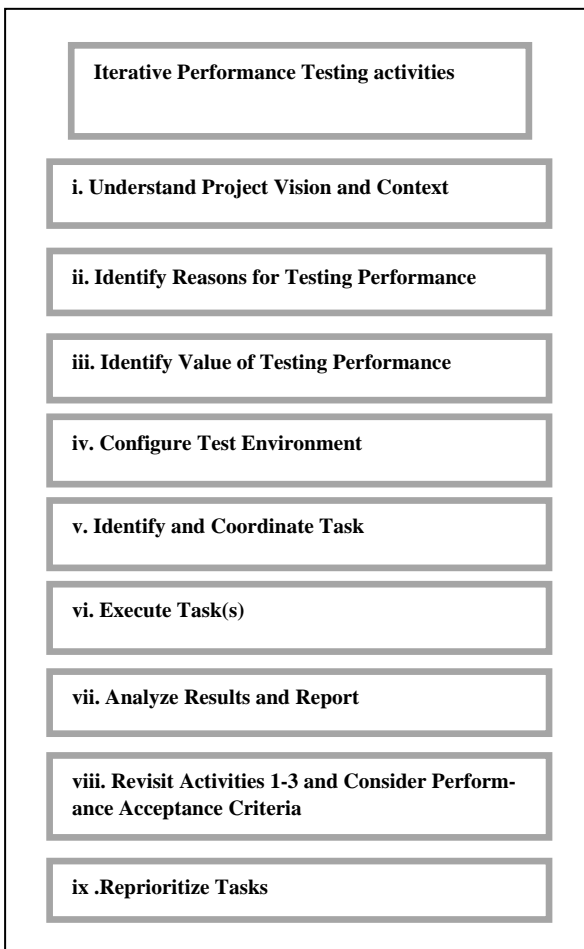 Iterative Performance Testing activities
i. Understand Project Vision and Context
ii. Identify Reasons for Testing Performance
iii. Identify Value of Testing Performance
iv. Configure Test Environment
v. Identify and Coordinate Task
vi. Execute Task(s)
vii. Analyze Results and Report
viii. Revisit Activities 1-3 and Consider Perform-
ance Acceptance Criteria
ix .Reprioritize Tasks